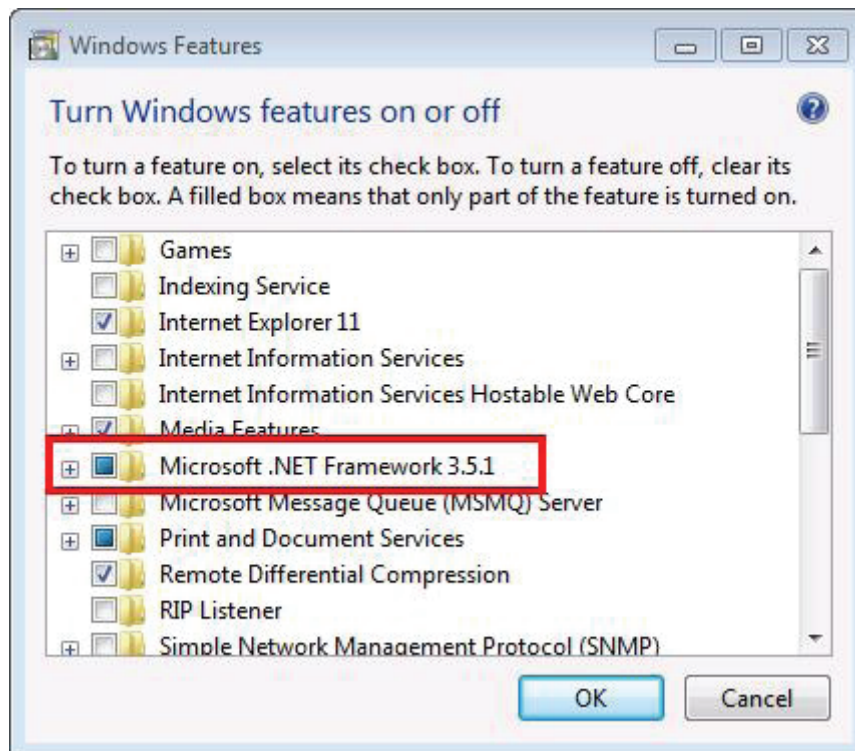 Windows Features
Turn Windows features on or off
To turn a feature on, select its check box. To turn a feature off, clear its
check box. A filled box means that only part of the feature is turned on.
Games
Indexing Service
Internet Explorer 11
Internet Information Services
Internet Information Services Hostable Web Core
Media Features
Microsoft .NET Framework 3.5.1
Microsoft Message Queue (MSMQ) Server
Print and Document Services
Remote Differential Compression
RIP Listener
Simple Network Management Protocol (SNMP)
OK Cancel